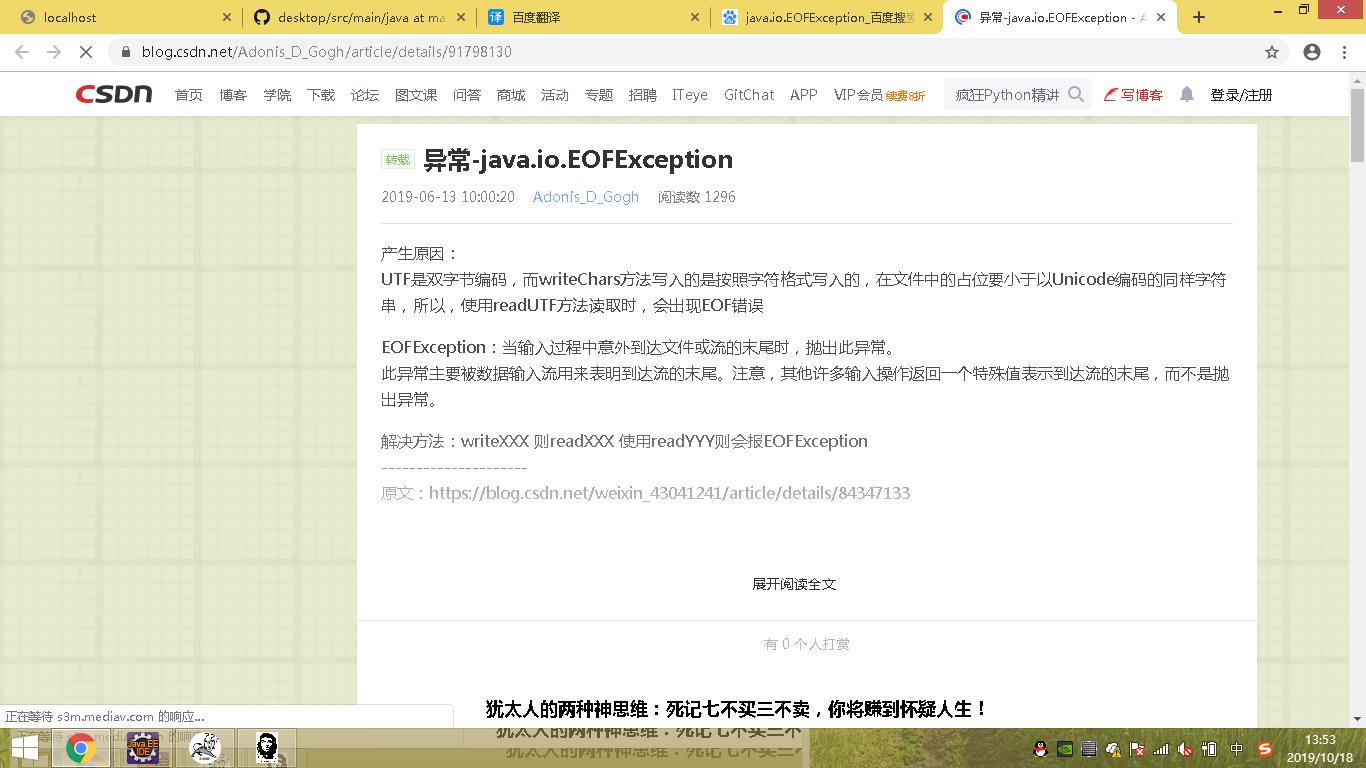 localhost
desktop/src/main/java at ma
译 百度翻译
java.io.EOFException_百度搜索
异常-java.io.EOFException - A
blog.csdn.net/Adonis_D_Gogh/article/details/91798130
CSDN 首页 博客 学院 下载 论坛 图文课 问答 商城 活动 专题 招聘 ITeye GitChat APP VIP会员 续费8折 疯狂Python精讲 写博客 登录/注册
转载 异常-java.io.EOFException
2019-06-13 10:00:20 Adonis_D_Gogh 阅读数 1296
产生原因：
UTF是双字节编码，而writeChars方法写入的是按照字符格式写入的，在文件中的占位要小于以Unicode编码的同样字符
串，所以，使用readUTF方法读取时，会出现EOF错误
EOFException：当输入过程中意外到达文件或流的末尾时，抛出此异常。
此异常主要被数据输入流用来表明到达流的末尾。注意，其他许多输入操作返回一个特殊值表示到达流的末尾，而不是抛
出异常。
解决方法：writeXXX 则readXXX 使用readYYY则会报EOFException
---------------------
原文：https://blog.csdn.net/weixin_43041241/article/details/84347133
展开阅读全文
有 0 个人打赏
犹太人的两种神思维：死记七不买三不卖，你将赚到怀疑人生！
正在等待 s3m.mediav.com 的响应...
Java EE
IDE
中
13:53
2019/10/18